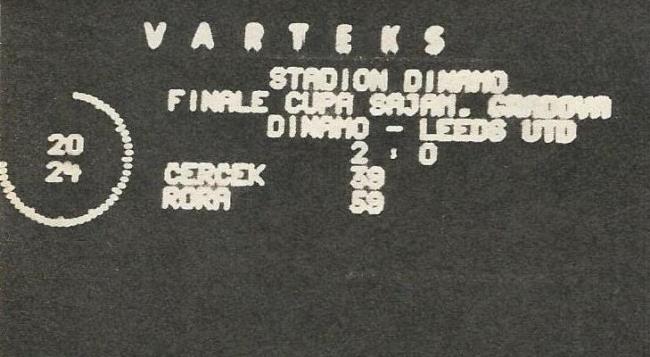 VARTEKS
STADION DINAMO
FINALE CUPA SAJAM. GRADOVA
DINAMO - LEEDS UTD
2 : 0
20
24
CERCEK 39
RORA 59